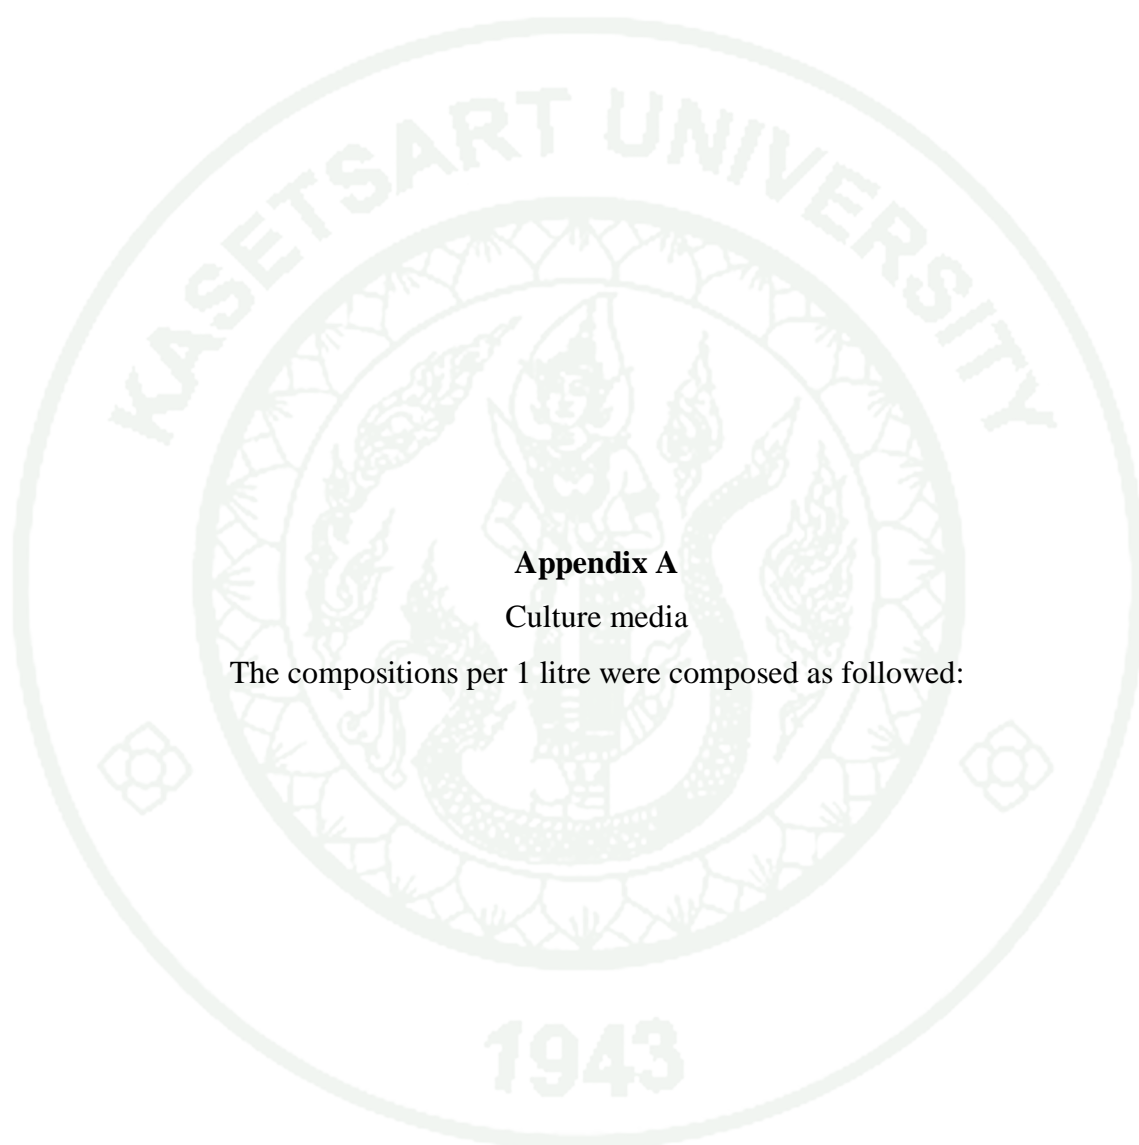 KASETSART UNIVERSITY
Appendix A
Culture media
The compositions per 1 litre were composed as followed:
1943